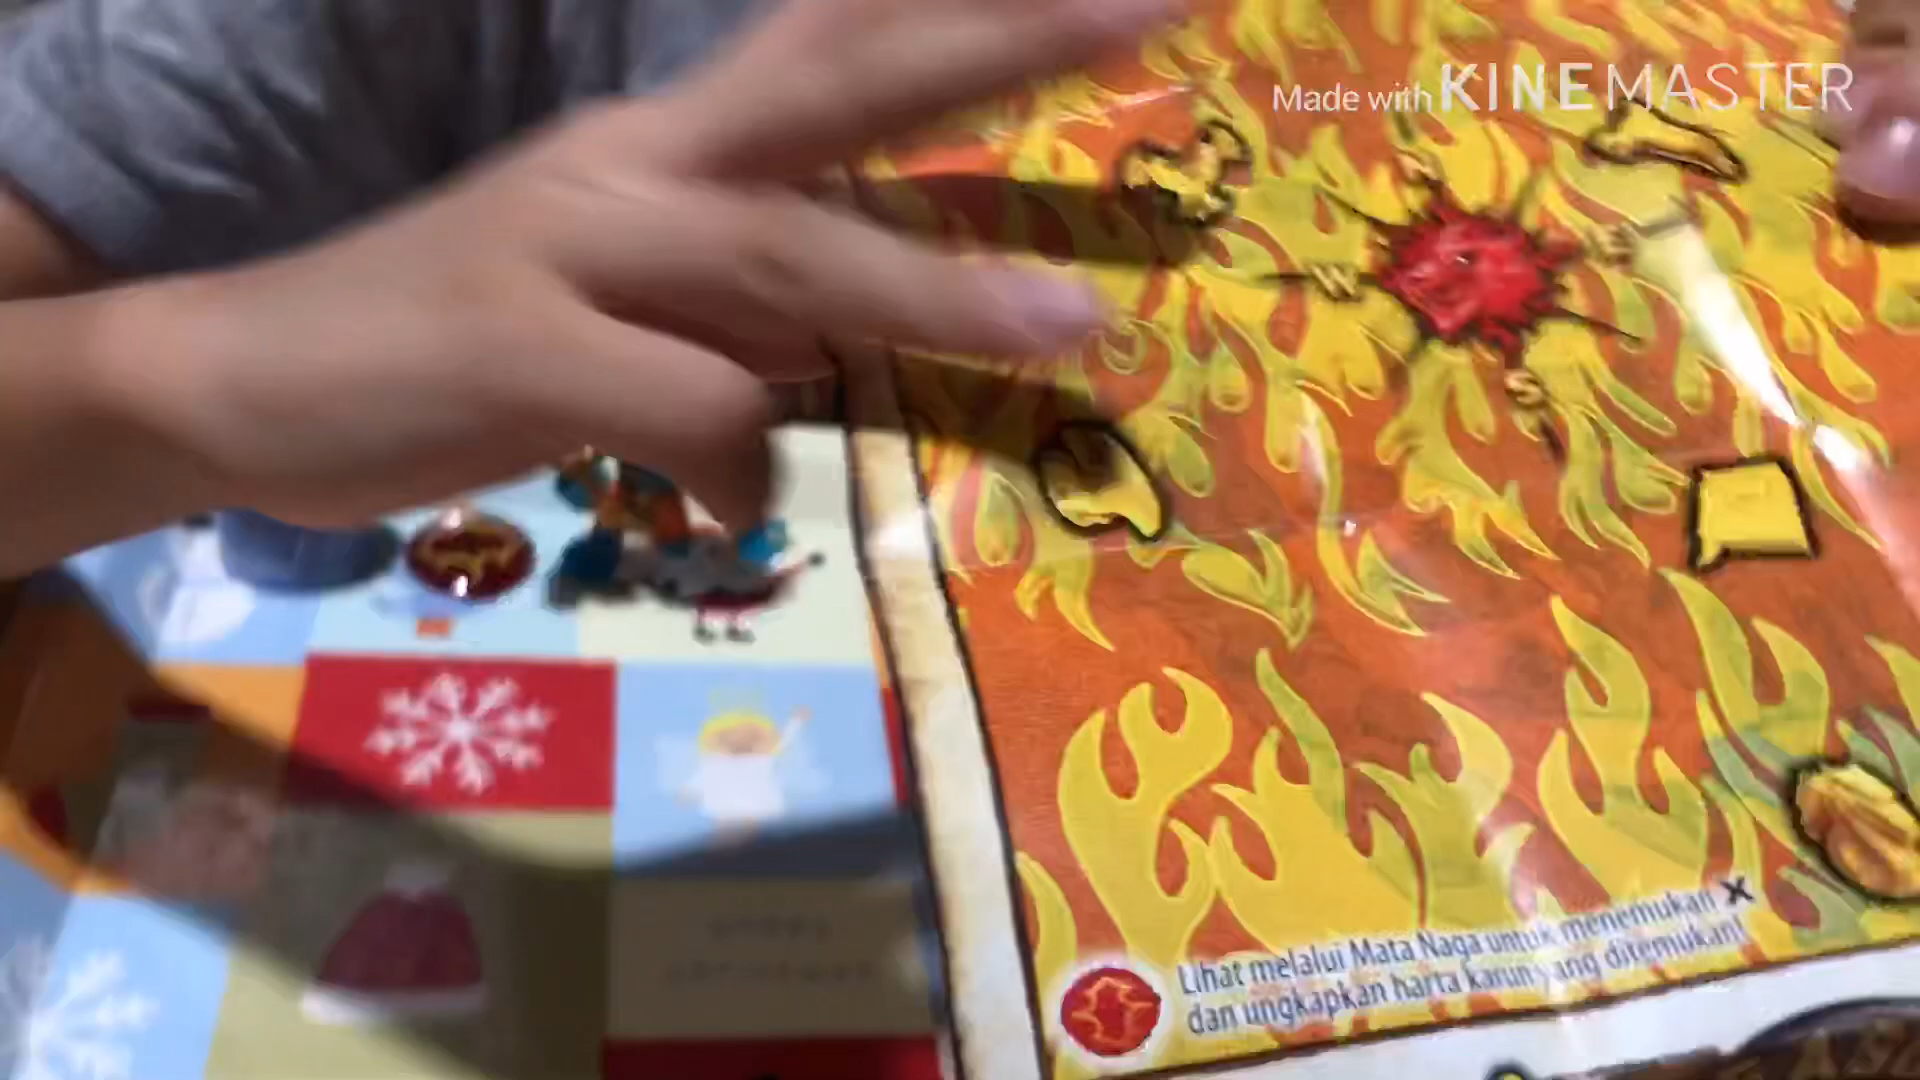 Made with KINEMASTER
W
S
Lihat melalui Mata Naga untuk menemukan X
dan ungkapkan harta karun yang ditemukan!